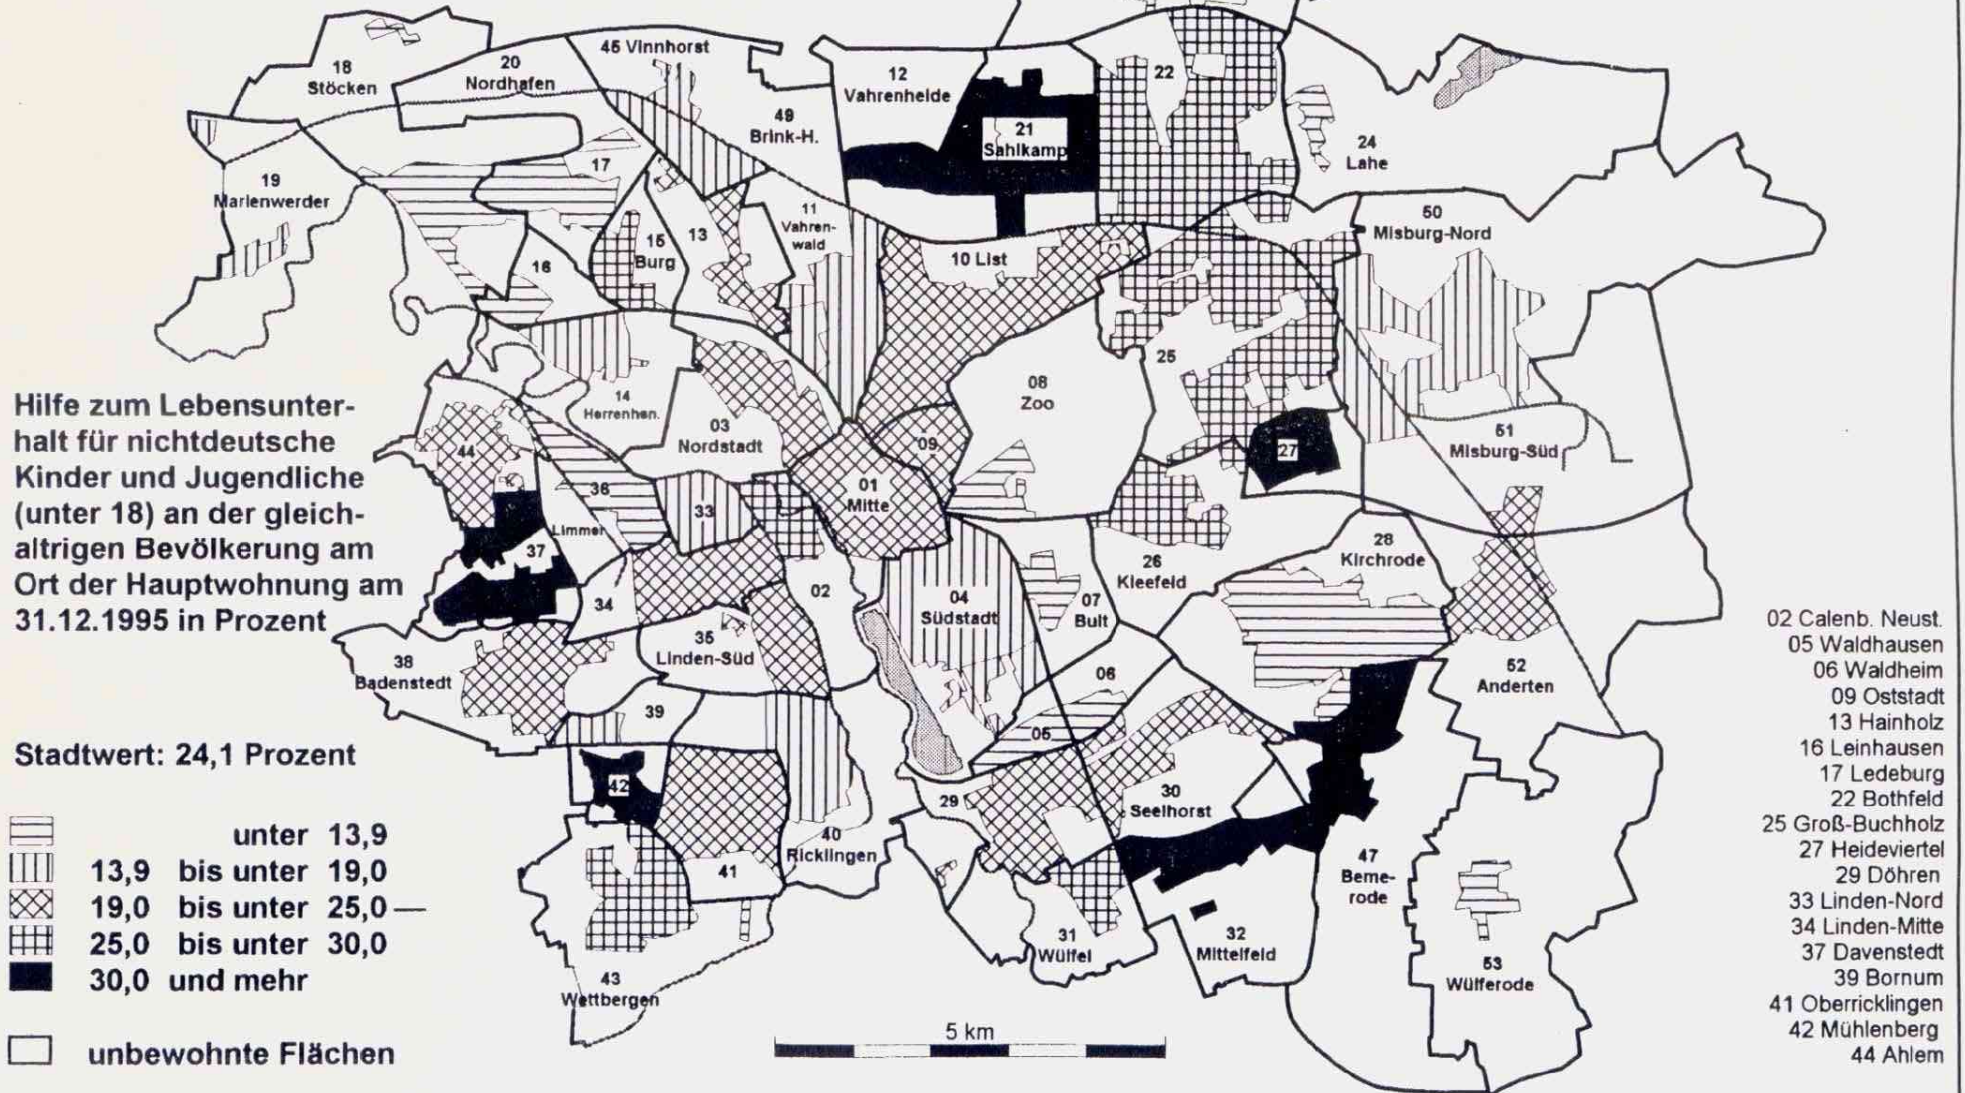 18
Stöcken
20
Nordhafen
45 Vinnhorst
12
Vahrenheide
22
49
Brink-H.
21
Sahlkamp
24
Lahe
17
19
Marienwerder
11
Vahren-
wald
50
Misburg-Nord
15
Burg
13
16
10 List
25
08
Zoo
14
Herrenhen.
03
Nordstadt
09
44
27
51
Misburg-Süd
01
Mitte
36
33
Limmer
37
28
Kirchrode
26
Kleefeld
34
02
04
Südstadt
07
Bult
35
Linden-Süd
38
Badenstedt
06
52
Anderten
39
05
42
29
30
Seelhorst
40
Ricklingen
41
47
Beme-
rode
31
Wülfel
32
Mittelfeld
43
Wettbergen
53
Wülferode
Hilfe zum Lebensunter-
halt für nichtdeutsche
Kinder und Jugendliche
(unter 18) an der gleich-
altrigen Bevölkerung am
Ort der Hauptwohnung am
31.12.1995 in Prozent
Stadtwert: 24,1 Prozent
unter 13,9
13,9 bis unter 19,0
19,0 bis unter 25,0
25,0 bis unter 30,0
30,0 und mehr
unbewohnte Flächen
5 km
02 Calenb. Neust.
05 Waldhausen
06 Waldheim
09 Oststadt
13 Hainholz
16 Leinhausen
17 Ledeburg
22 Bothfeld
25 Groß-Buchholz
27 Heideviertel
29 Döhren
33 Linden-Nord
34 Linden-Mitte
37 Davenstedt
39 Bornum
41 Oberricklingen
42 Mühlenberg
44 Ahlem